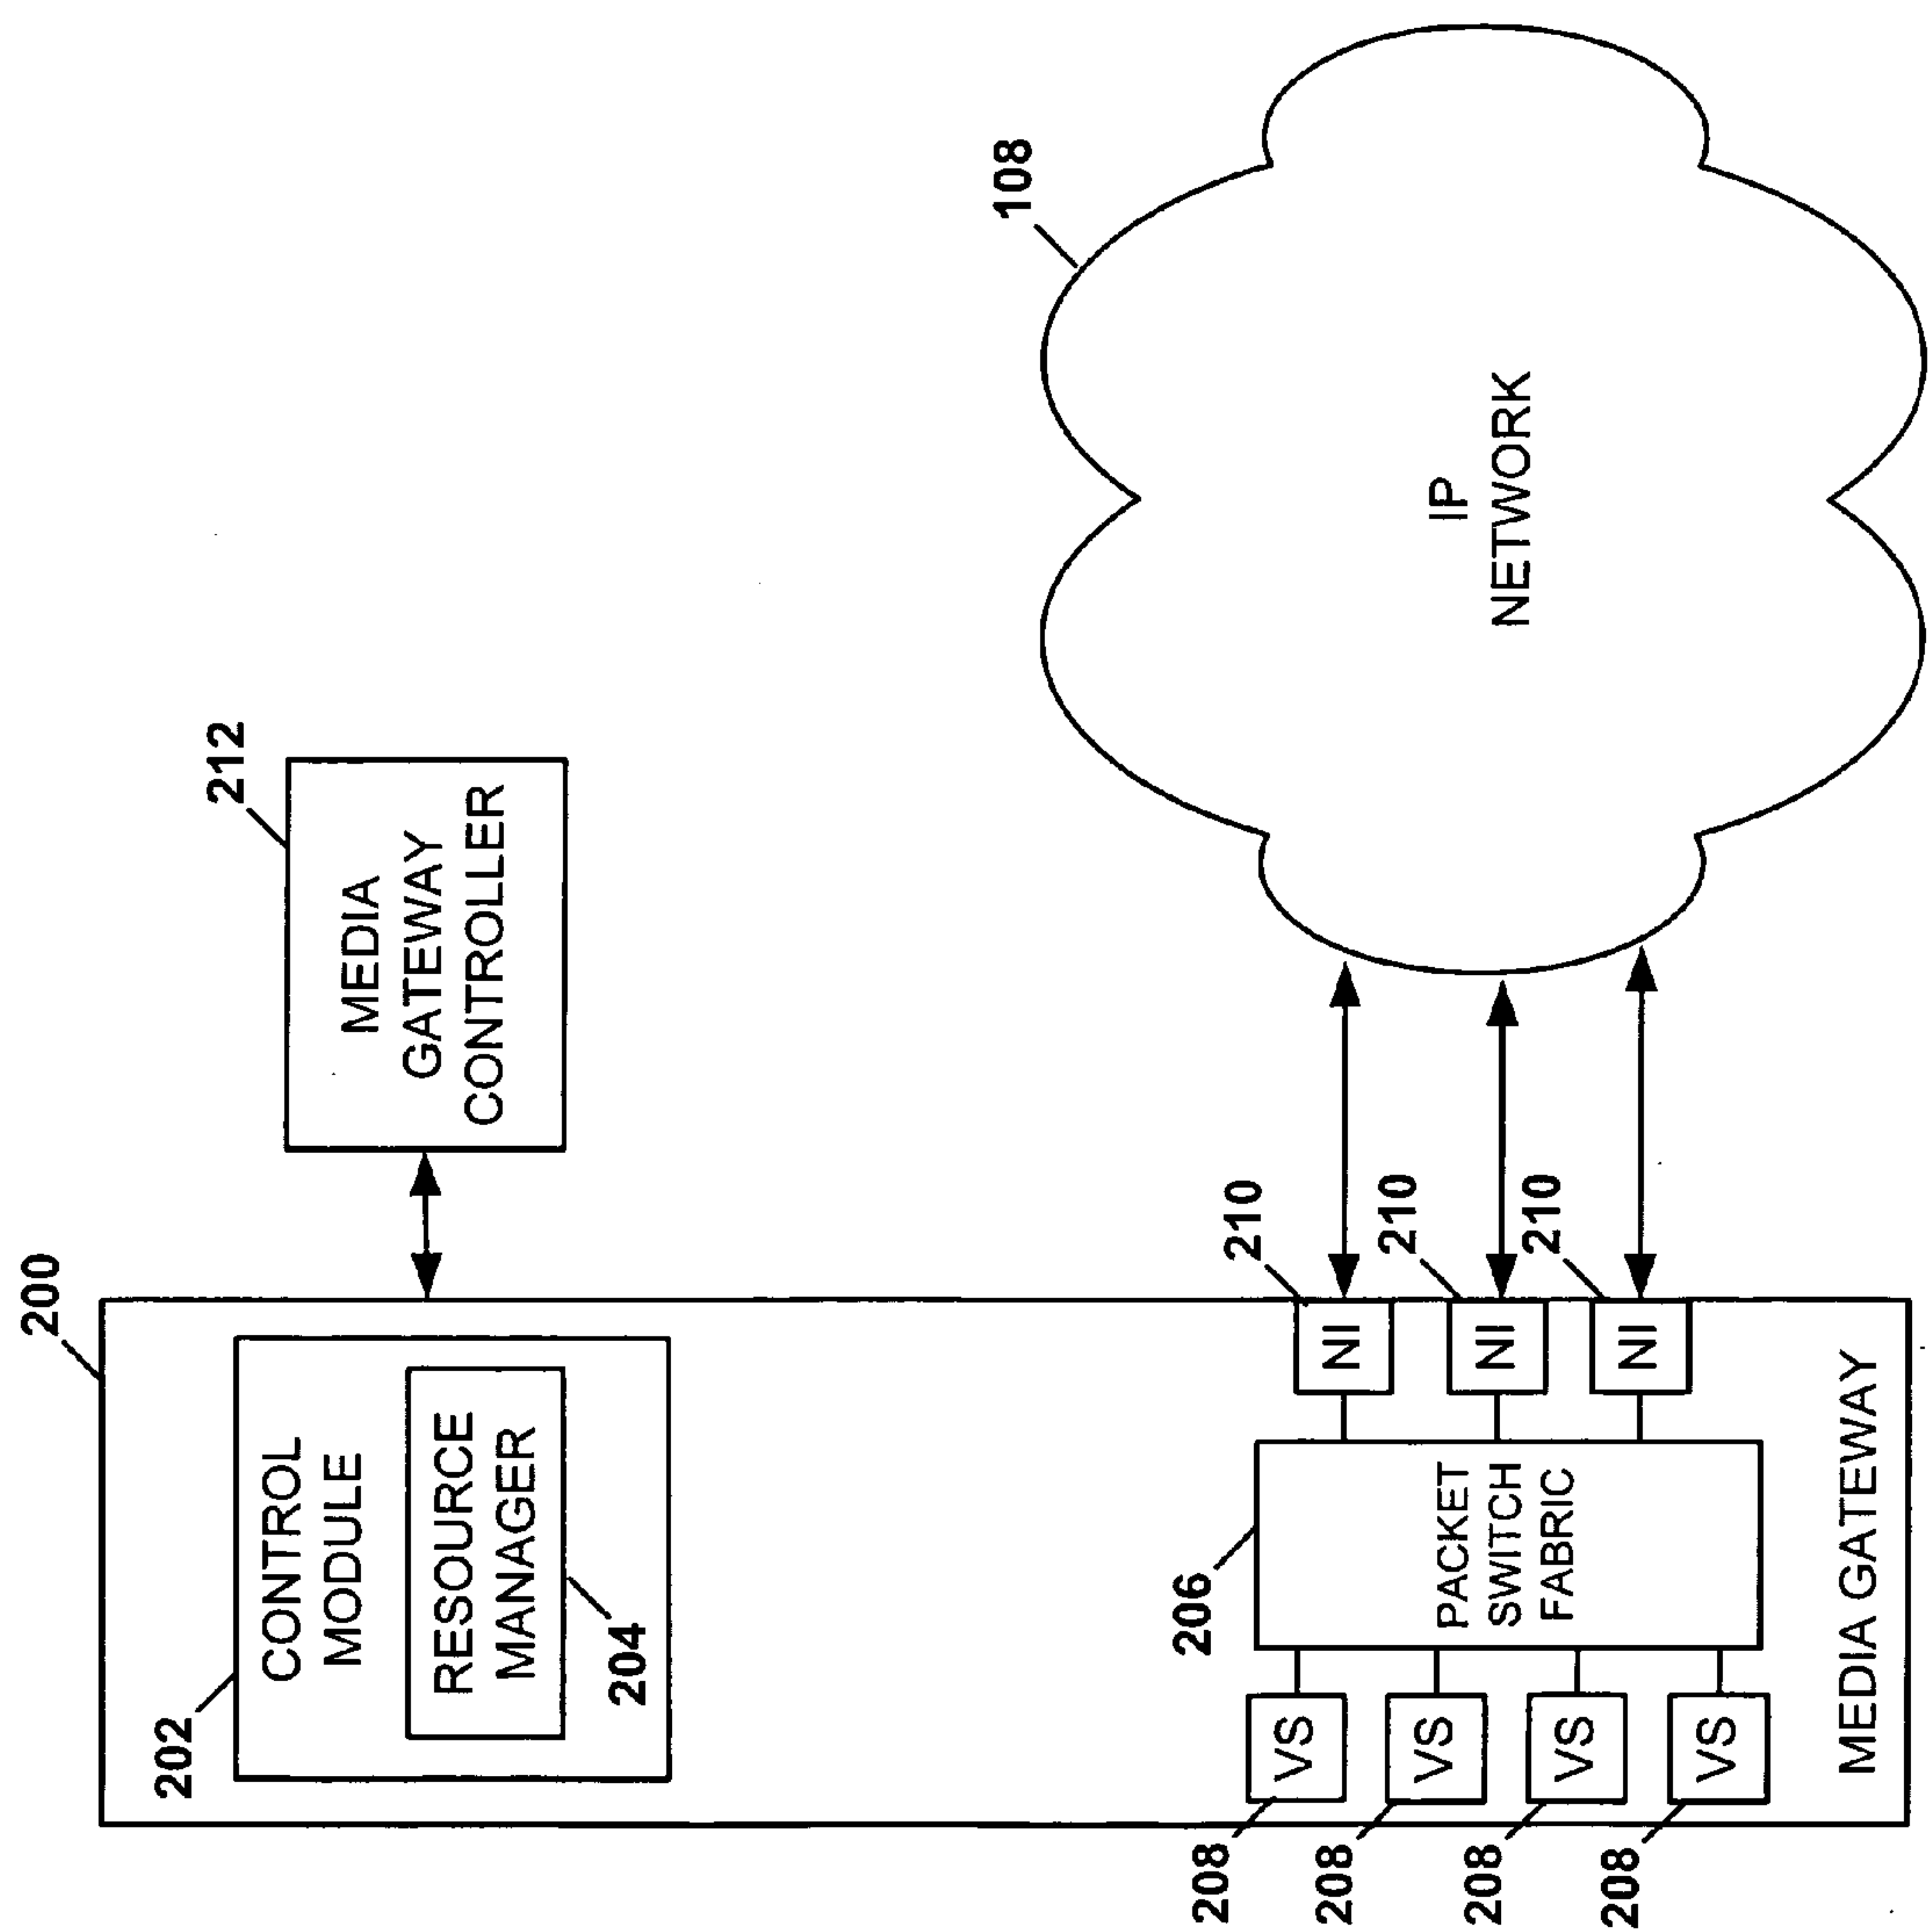 200
202
CONTROL
MODULE
RESOURCE
MANAGER
204
212
MEDIA
GATEWAY
CONTROLLER
208
VS
208
VS
208
VS
208
VS
206
PACKET
SWITCH
FABRIC
210
NI
210
NI
210
NI
MEDIA GATEWAY
108
IP
NETWORK